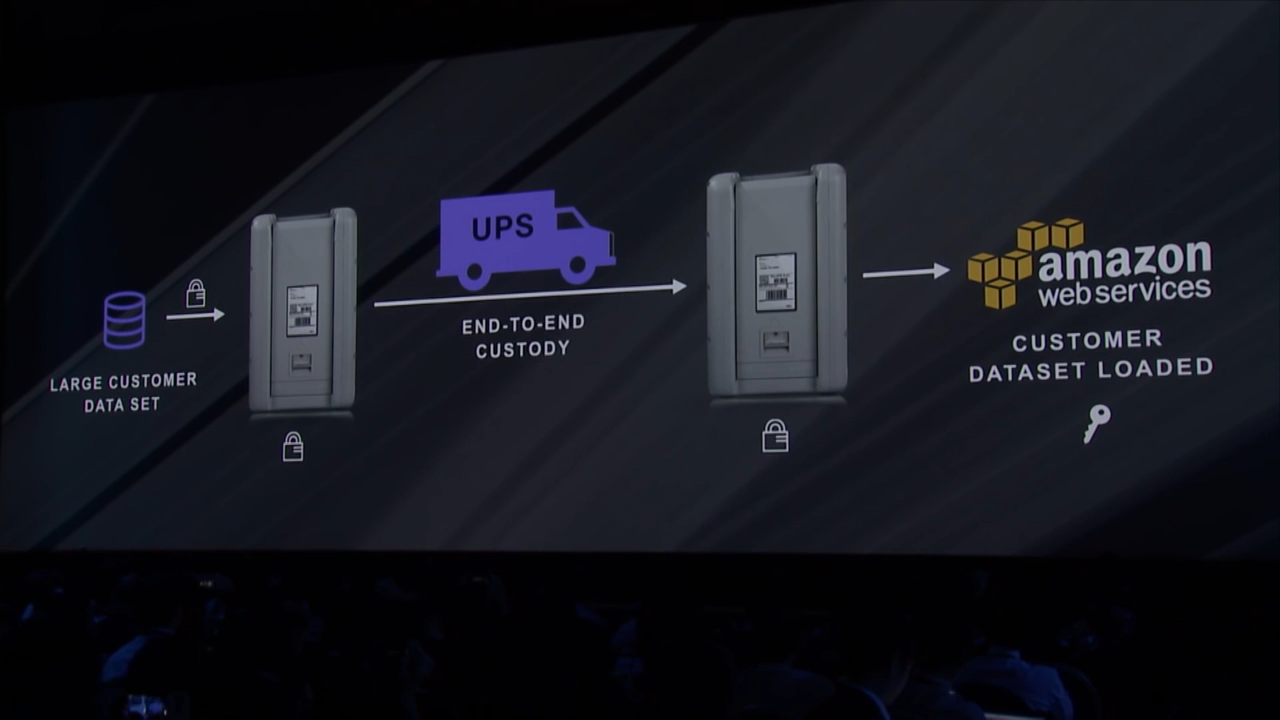 LARGE CUSTOMER
DATA SET
UPS
END-TO-END
CUSTODY
amazon
webservices
CUSTOMER
DATASET LOADED